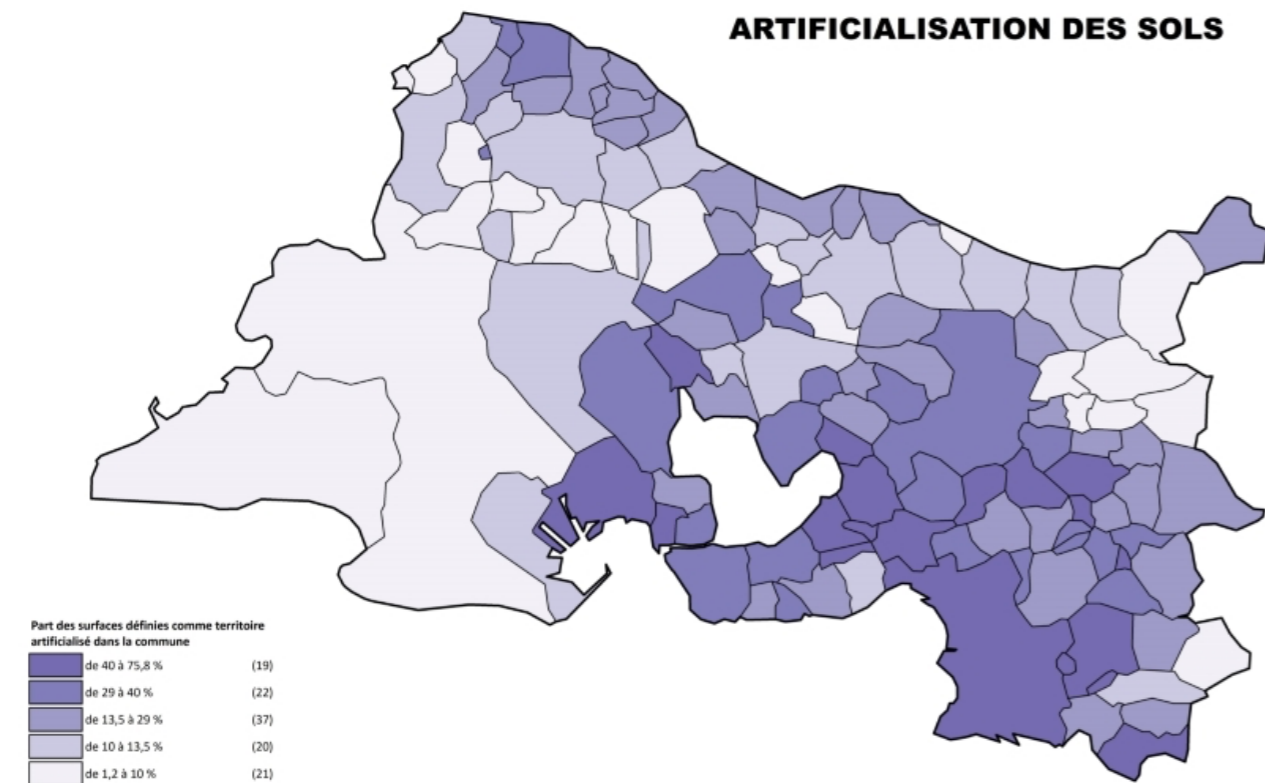 ARTIFICIALISATION DES SOLS
Part des surfaces définies comme territoire
artificialisé dans la commune
de 40 à 75,8 % (19)
de 29 à 40 % (22)
de 13,5 à 29 % (37)
de 10 à 13,5 % (20)
de 1,2 à 10 % (21)